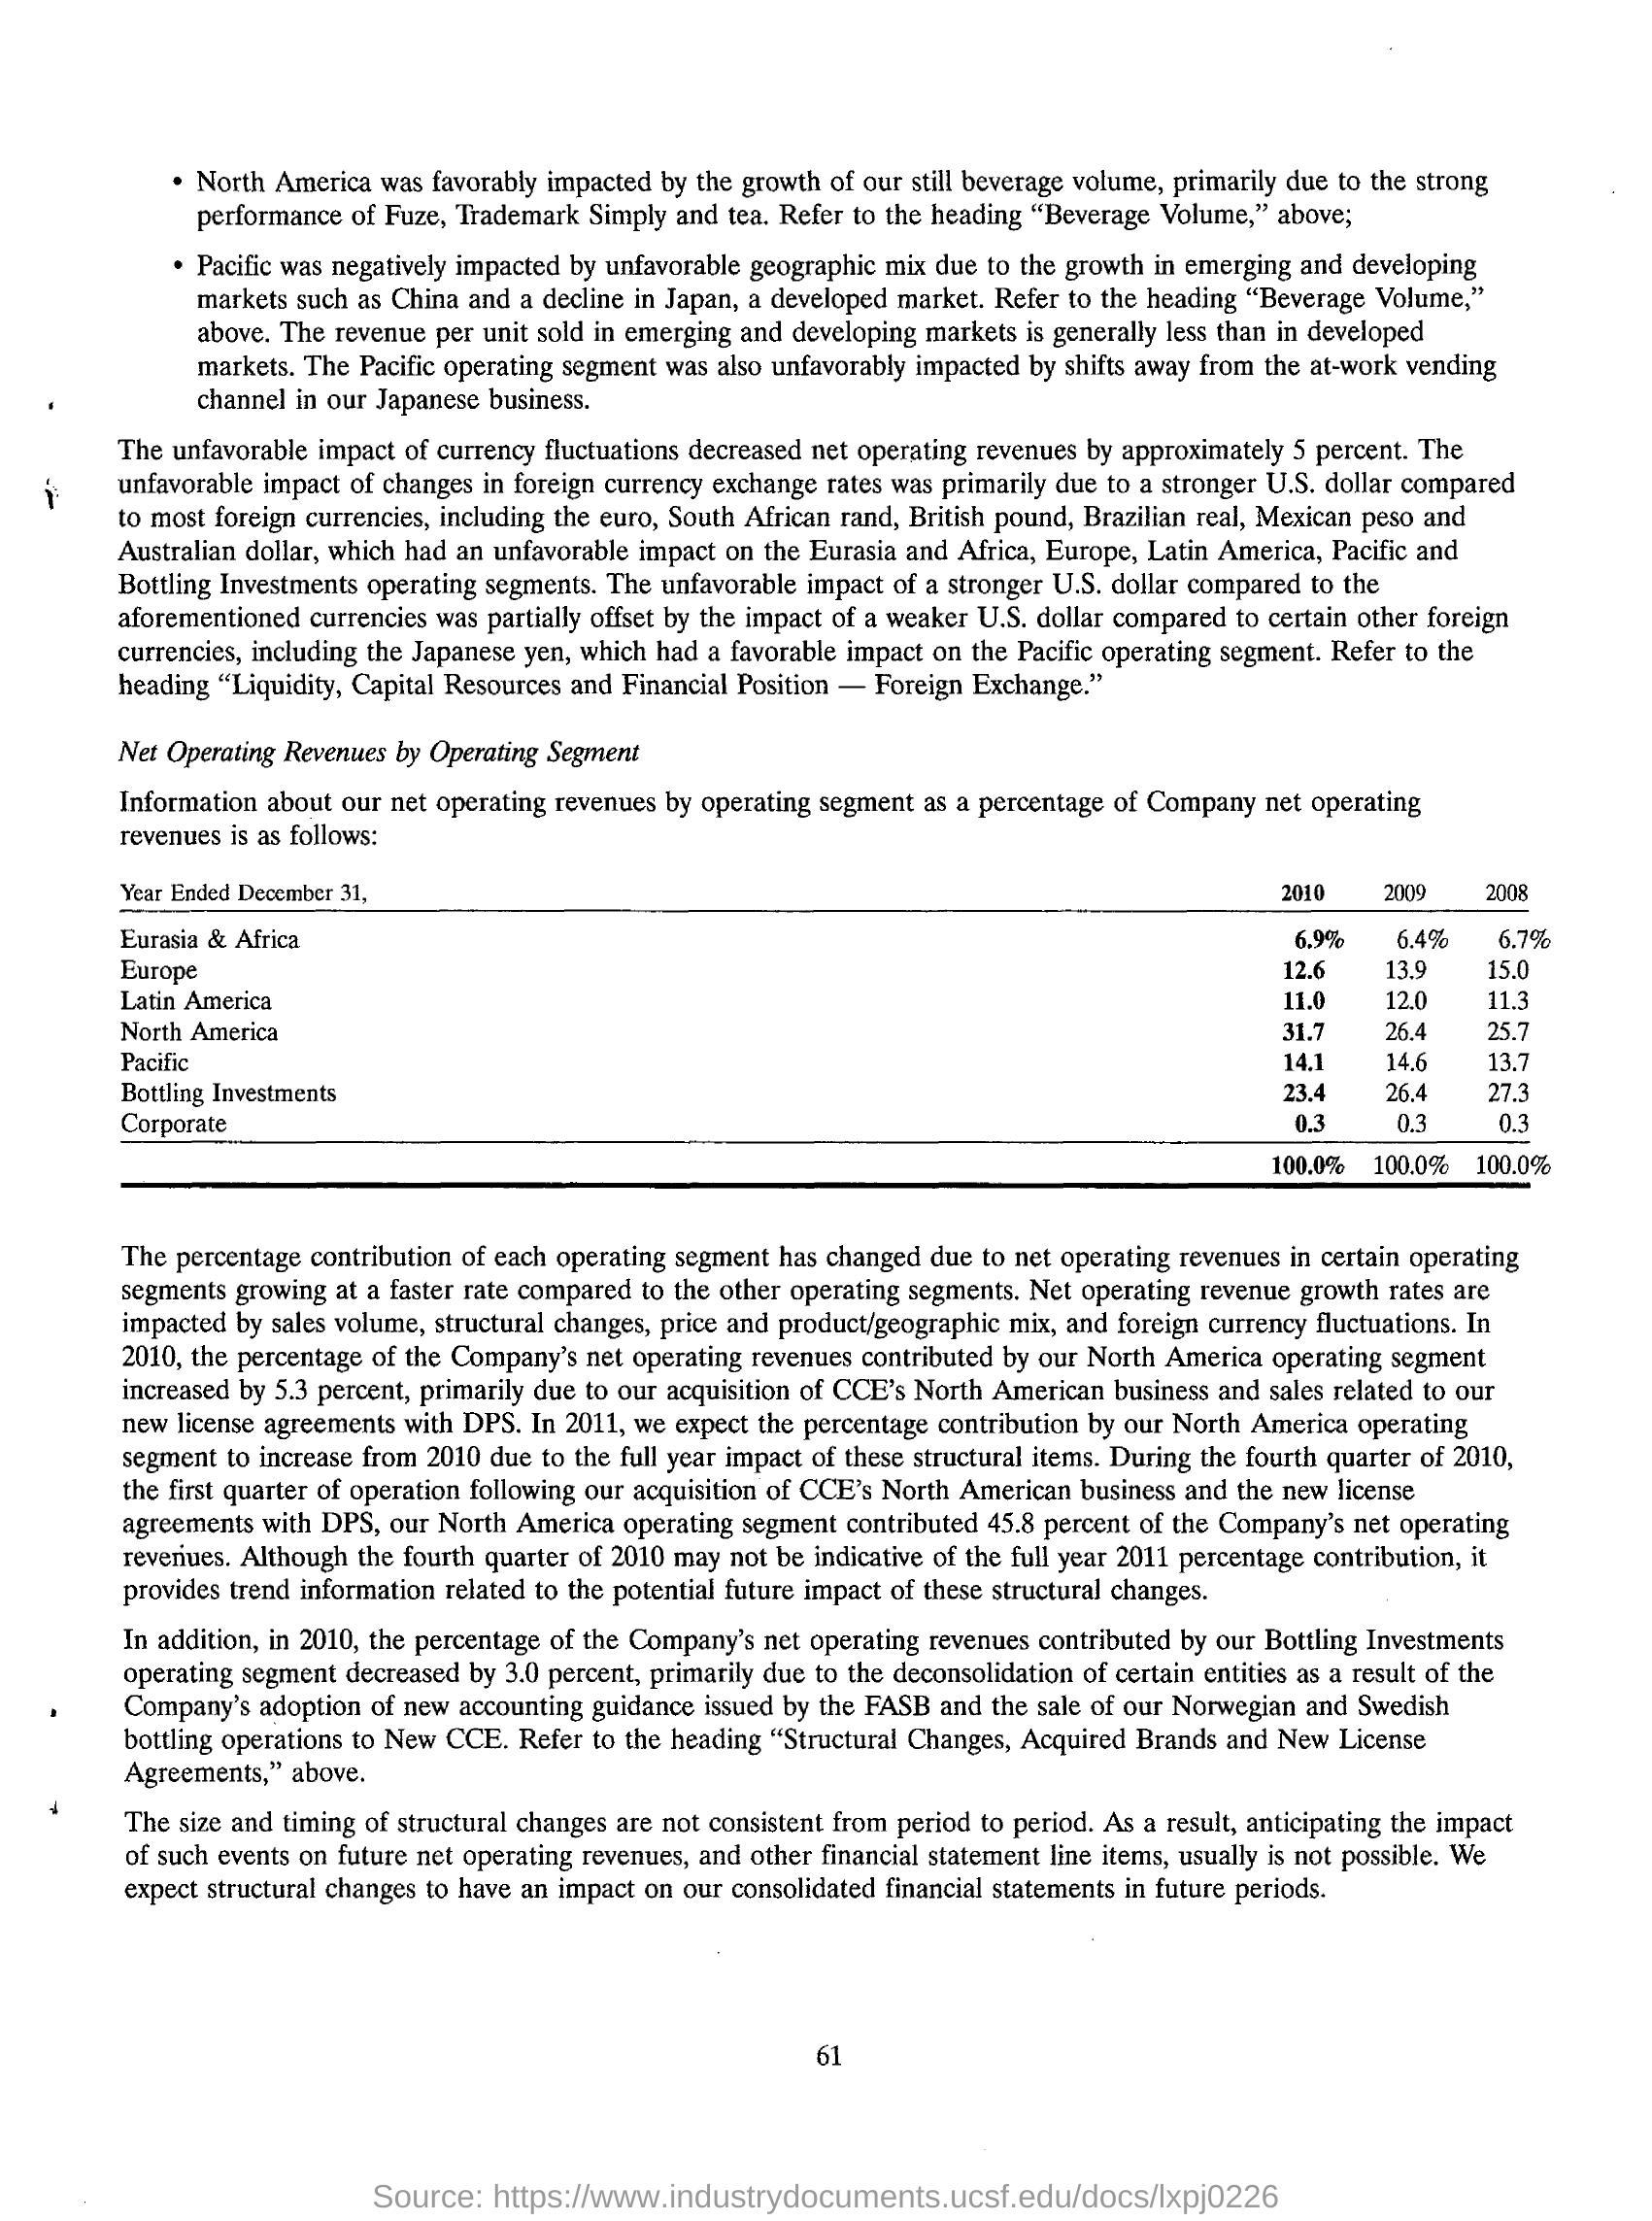 • North America was favorably impacted by the growth of our still beverage volume, primarily due to the strong
performance of Fuze, Trademark Simply and tea. Refer to the heading “Beverage Volume,” above;
• Pacific was negatively impacted by unfavorable geographic mix due to the growth in emerging and developing
markets such as China and a decline in Japan, a developed market. Refer to the heading “Beverage Volume,”
above. The revenue per unit sold in emerging and developing markets is generally less than in developed
markets. The Pacific operating segment was also unfavorably impacted by shifts away from the at-work vending
channel in our Japanese business.
The unfavorable impact of currency fluctuations decreased net operating revenues by approximately 5 percent. The
unfavorable impact of changes in foreign currency exchange rates was primarily due to a stronger U.S. dollar compared
to most foreign currencies, including the euro, South African rand, British pound, Brazilian real, Mexican peso and
Australian dollar, which had an unfavorable impact on the Eurasia and Africa, Europe, Latin America, Pacific and
Bottling Investments operating segments. The unfavorable impact of a stronger U.S. dollar compared to the
aforementioned currencies was partially offset by the impact of a weaker U.S. dollar compared to certain other foreign
currencies, including the Japanese yen, which had a favorable impact on the Pacific operating segment. Refer to the
heading “Liquidity, Capital Resources and Financial Position — Foreign Exchange.”
Net Operating Revenues by Operating Segment
Information about our net operating revenues by operating segment as a percentage of Company net operating
revenues is as follows:
Year Ended December 31, 2010 2009 2008
Eurasia & Africa 6.9% 6.4% 6.7%
Europe 12.6 13.9 15.0
Latin America 11.0 12.0 11.3
North America 31.7 26.4 25.7
Pacific 14.1 14.6 13.7
Bottling Investments 23.4 26.4 27.3
Corporate 0.3 0.3 0.3
100.0% 100.0% 100.0%
The percentage contribution of each operating segment has changed due to net operating revenues in certain operating
segments growing at a faster rate compared to the other operating segments. Net operating revenue growth rates are
impacted by sales volume, structural changes, price and product/geographic mix, and foreign currency fluctuations. In
2010, the percentage of the Company’s net operating revenues contributed by our North America operating segment
increased by 5.3 percent, primarily due to our acquisition of CCE’s North American business and sales related to our
new license agreements with DPS. In 2011, we expect the percentage contribution by our North America operating
segment to increase from 2010 due to the full year impact of these structural items. During the fourth quarter of 2010,
the first quarter of operation following our acquisition of CCE’s North American business and the new license
agreements with DPS, our North America operating segment contributed 45.8 percent of the Company’s net operating
revenues. Although the fourth quarter of 2010 may not be indicative of the full year 2011 percentage contribution, it
provides trend information related to the potential future impact of these structural changes.
In addition, in 2010, the percentage of the Company’s net operating revenues contributed by our Bottling Investments
operating segment decreased by 3.0 percent, primarily due to the deconsolidation of certain entities as a result of the
Company’s adoption of new accounting guidance issued by the FASB and the sale of our Norwegian and Swedish
bottling operations to New CCE. Refer to the heading “Structural Changes, Acquired Brands and New License
Agreements,” above.
The size and timing of structural changes are not consistent from period to period. As a result, anticipating the impact
of such events on future net operating revenues, and other financial statement line items, usually is not possible. We
expect structural changes to have an impact on our consolidated financial statements in future periods.
61
Source: https://www.industrydocuments.ucsf.edu/docs/lxpj0226